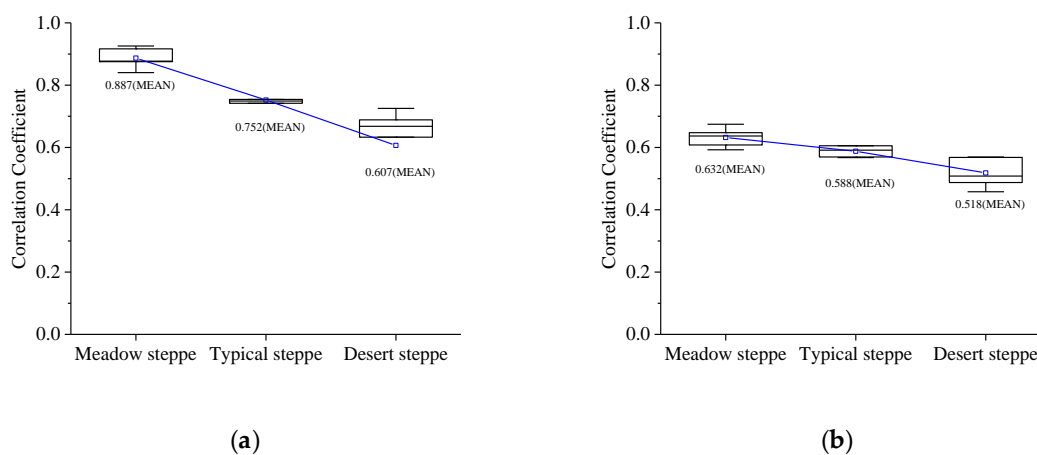 1.0
0.8
0.6
0.4
0.2
0.0
Correlation Coefficient
0.887(MEAN)
0.752(MEAN)
0.607(MEAN)
Meadow steppe Typical steppe Desert steppe
(a)
1.0
0.8
0.6
0.4
0.2
0.0
Correlation Coefficient
0.632(MEAN)
0.588(MEAN)
0.518(MEAN)
Meadow steppe Typical steppe Desert steppe
(b)